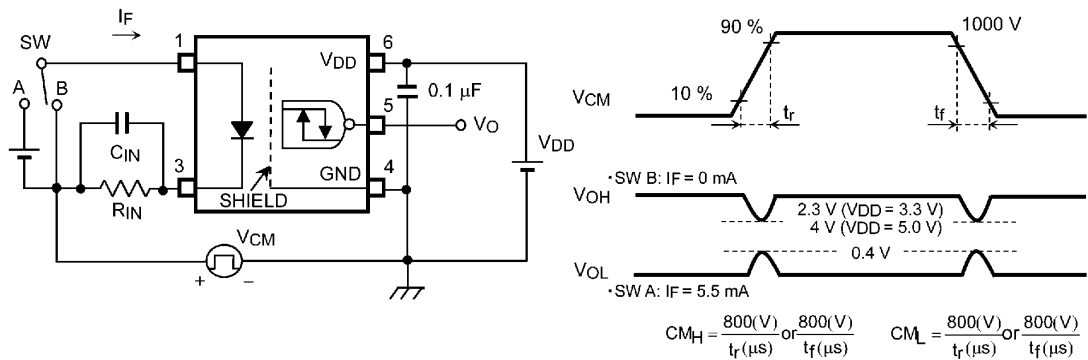 IF
SW
A
B
1
3
CIN
RIN
SHIELD
VDD
GND
6
5
4
0.1 μF
VO
VDD
VCM
+ −
90 %
10 %
1000 V
VCM
tr
tf
・SW B: IF = 0 mA
VOH
2.3 V (VDD = 3.3 V)
4 V (VDD = 5.0 V)
0.4 V
VOL
・SW A: IF = 5.5 mA
CMH = 800(V) / tr(μs) or 800(V) / tf(μs)
CML = 800(V) / tr(μs) or 800(V) / tf(μs)